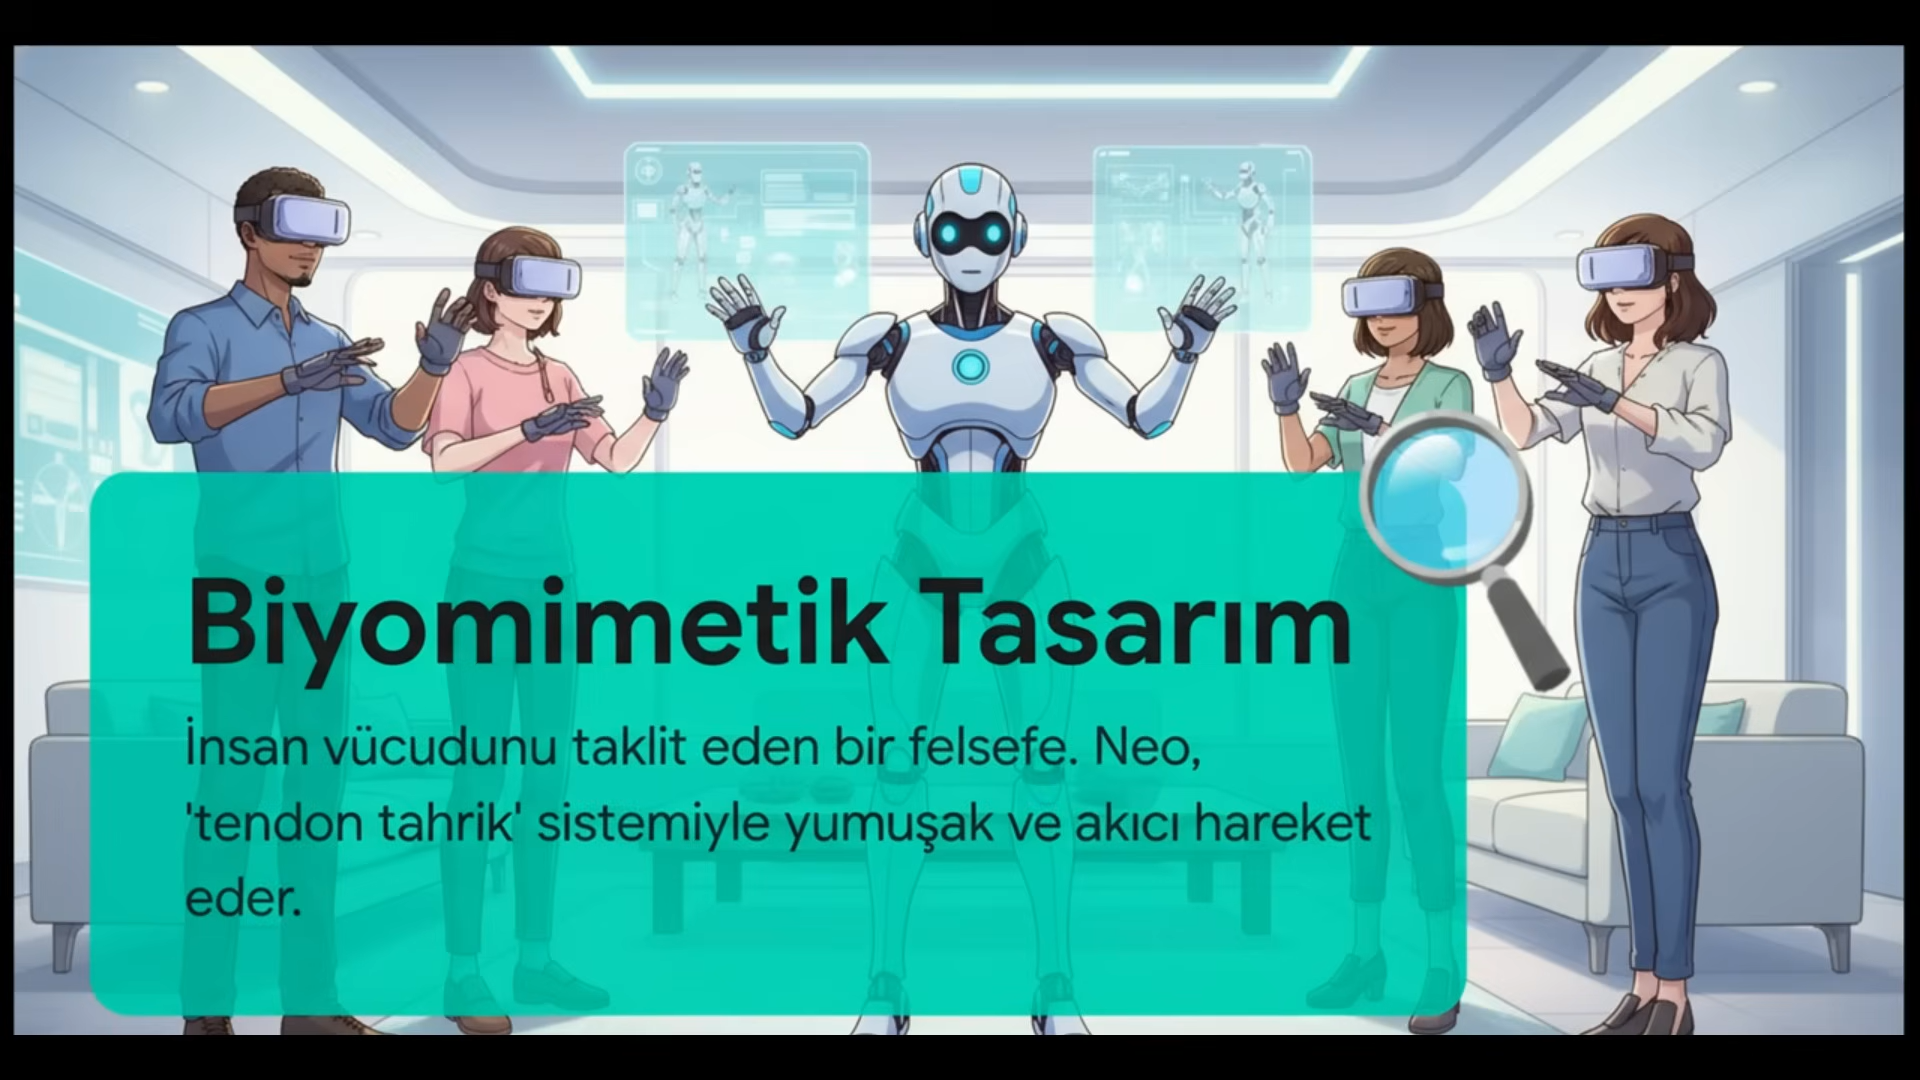 Biyomimetik Tasarım
İnsan vücudunu taklit eden bir felsefe. Neo,
'tendon tahrik' sistemiyle yumuşak ve akıcı hareket
eder.